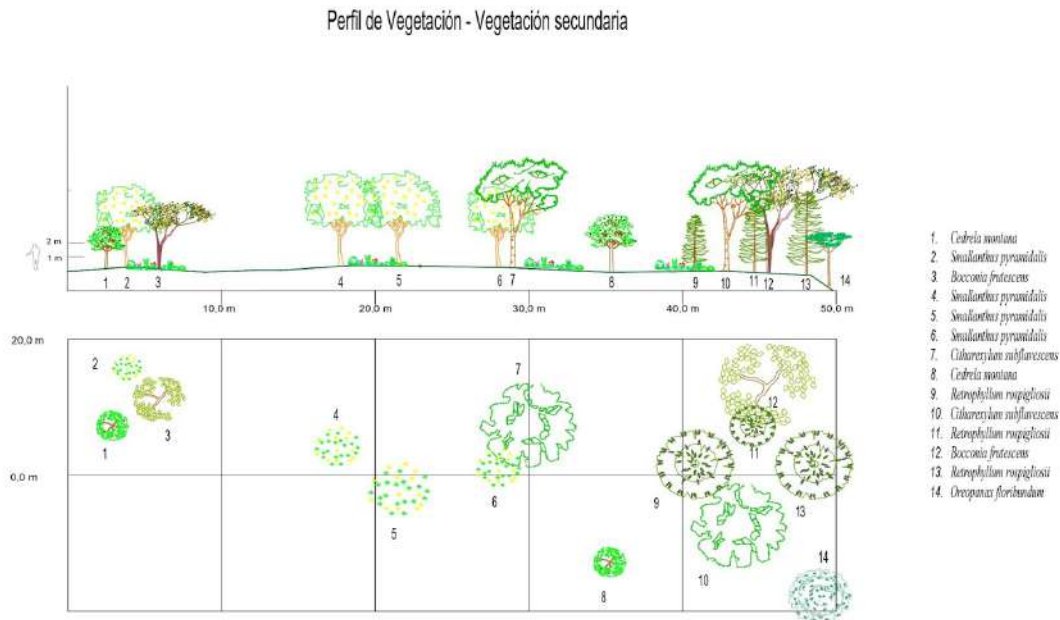 Perfil de Vegetación - Vegetación secundaria
2 m
1 m
1 2 3 4 5 6 7 8 9 10 11 12 13 14
10,0 m 20,0 m 30,0 m 40,0 m 50,0 m
20,0 m
0,0 m
2
3
1
4
5
7
6
8
12
11
9
13
10
14
1. Cedrela montana
2. Smallanthus pyramidalis
3. Bocconia frutescens
4. Smallanthus pyramidalis
5. Smallanthus pyramidalis
6. Smallanthus pyramidalis
7. Citharexylum subflavescens
8. Cedrela montana
9. Retrophyllum rospigliosii
10. Citharexylum subflavescens
11. Retrophyllum rospigliosii
12. Bocconia frutescens
13. Retrophyllum rospigliosii
14. Oreopanax floribundum